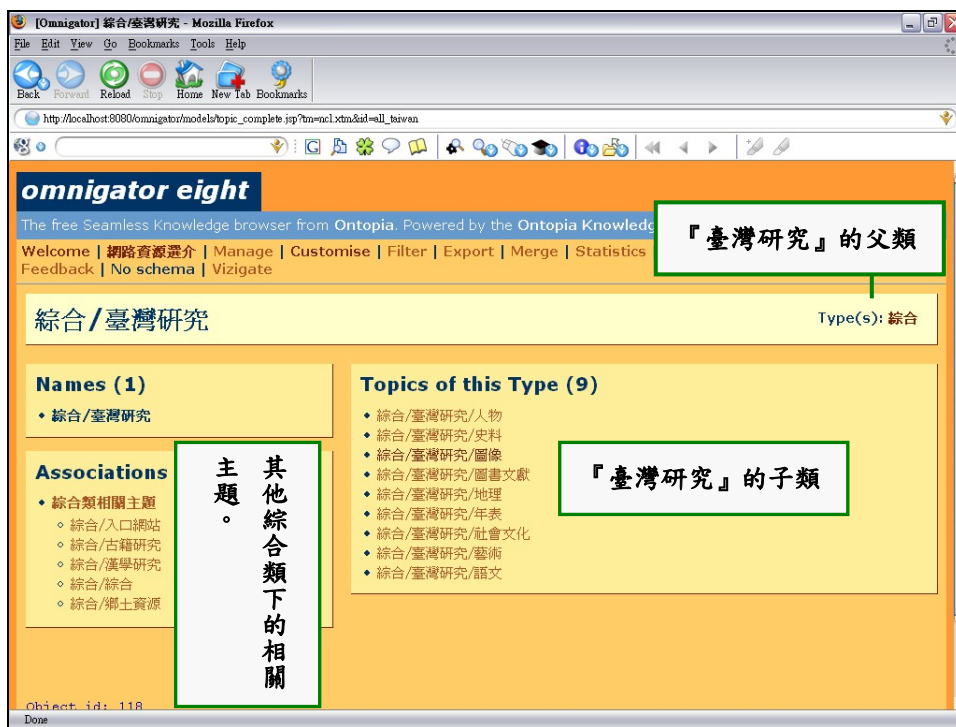 [Omnigator] 綜合/臺灣研究 - Mozilla Firefox
File Edit View Go Bookmarks Tools Help
Back Forward Reload Stop Home New Tab Bookmarks
http://localhost:8080/omnigator/models/topic_complete.jsp?tm=ncl.xtm&id=all_taiwan
omnigator eight
The free Seamless Knowledge browser from Ontopia. Powered by the Ontopia Knowled
Welcome | 網路資源選介 | Manage | Customise | Filter | Export | Merge | Statistics
Feedback | No schema | Vizigate
『臺灣研究』的父類
綜合/臺灣研究
Type(s): 綜合
Names (1)
綜合/臺灣研究
Associations
綜合類相關主題
綜合/入口網站
綜合/古籍研究
綜合/漢學研究
綜合/綜合
綜合/鄉土資源
其他綜合類下的相關
主題。
Topics of this Type (9)
綜合/臺灣研究/人物
綜合/臺灣研究/史料
綜合/臺灣研究/圖像
綜合/臺灣研究/圖書文獻
綜合/臺灣研究/地理
綜合/臺灣研究/年表
綜合/臺灣研究/社會文化
綜合/臺灣研究/藝術
綜合/臺灣研究/語文
『臺灣研究』的子類
Object id: 118
Done